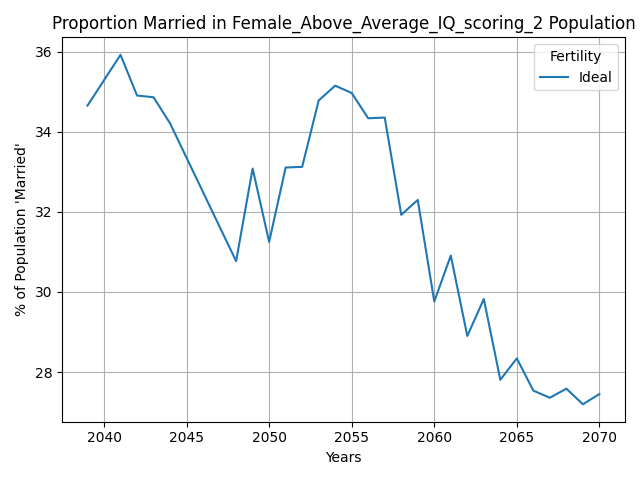 Proportion Married in Female_Above_Average_IQ_scoring_2 Population
Fertility
Ideal
% of Population 'Married'
36
34
32
30
28
2040 2045 2050 2055 2060 2065 2070
Years